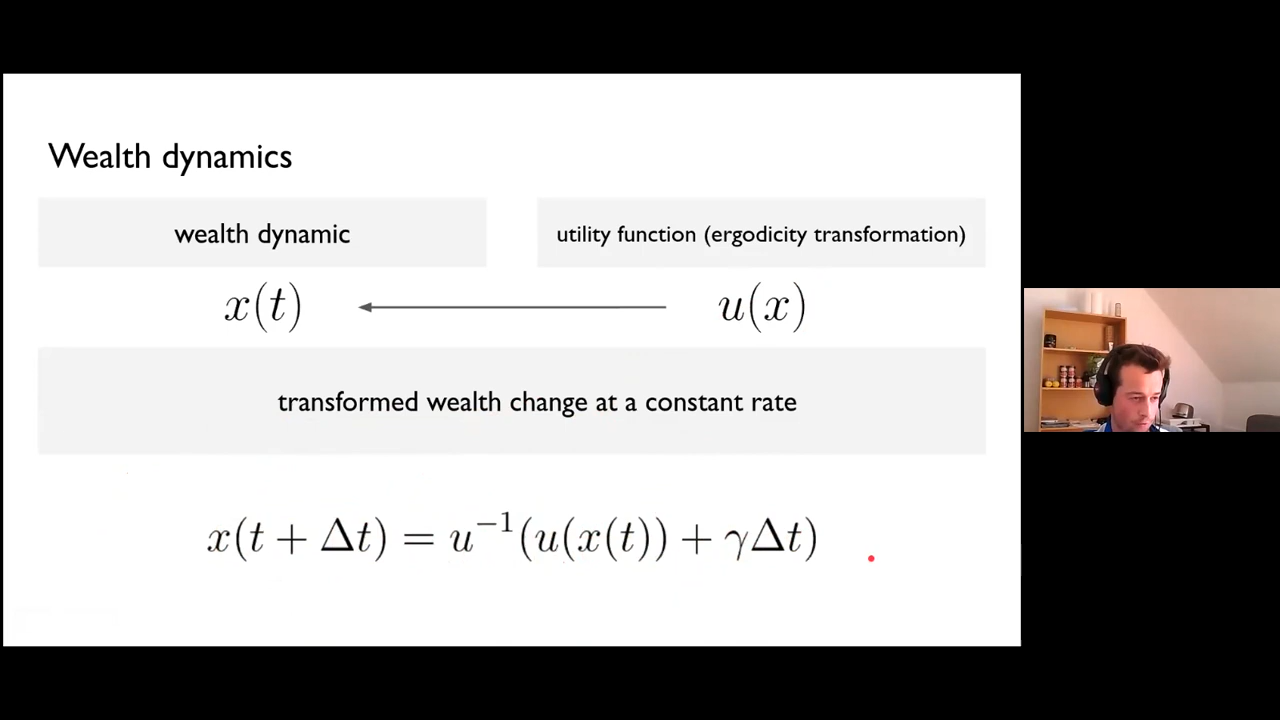 Wealth dynamics
wealth dynamic
utility function (ergodicity transformation)
x(t)
u(x)
transformed wealth change at a constant rate
x(t + Δt) = u⁻¹(u(x(t)) + γΔt)